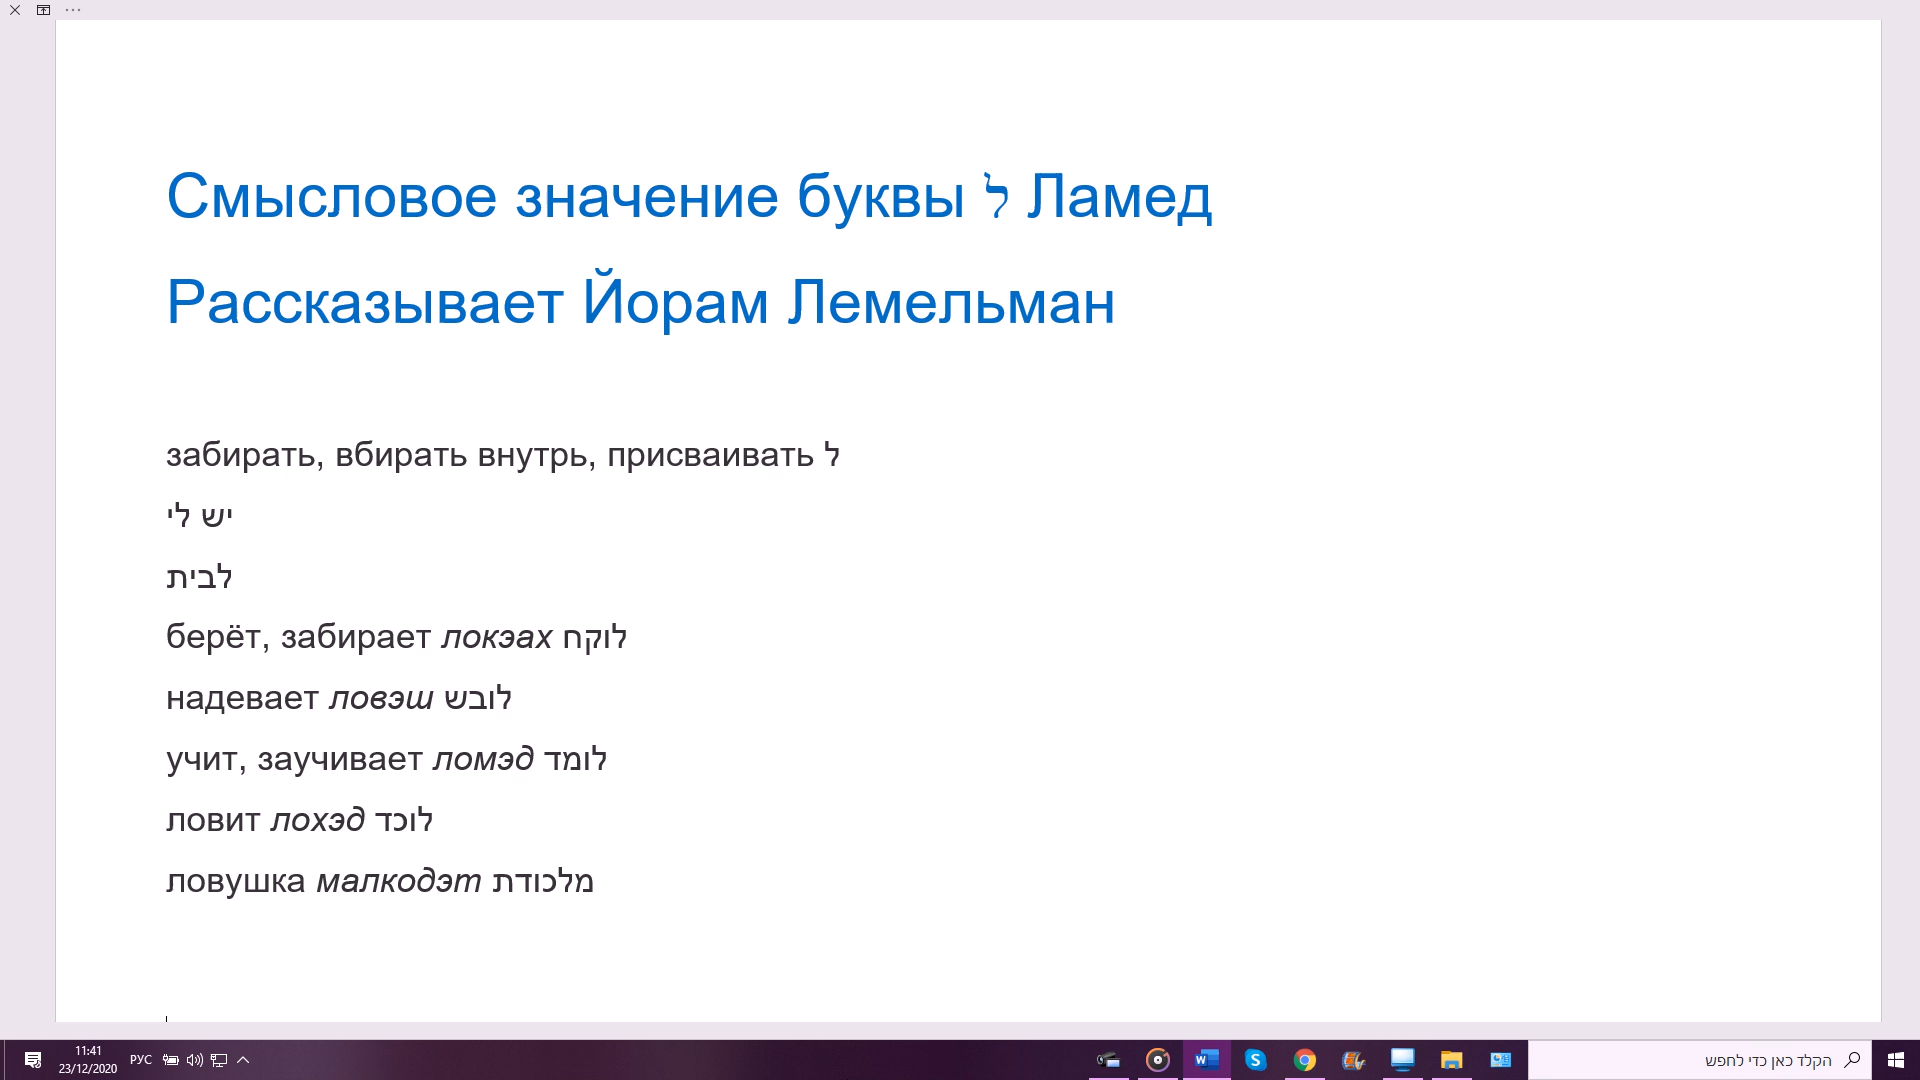 Смысловое значение буквы ל Ламед
Рассказывает Йорам Лемельман
забирать, вбирать внутрь, присваивать ל
יש לי
לבית
берёт, забирает локэах לוקח
надевает ловэш לובש
учит, заучивает ломэд לומד
ловит лохэд לוכד
ловушка малкодэт מלכודת
11:41
23/12/2020
РУС
הקלד כאן כדי לחפש